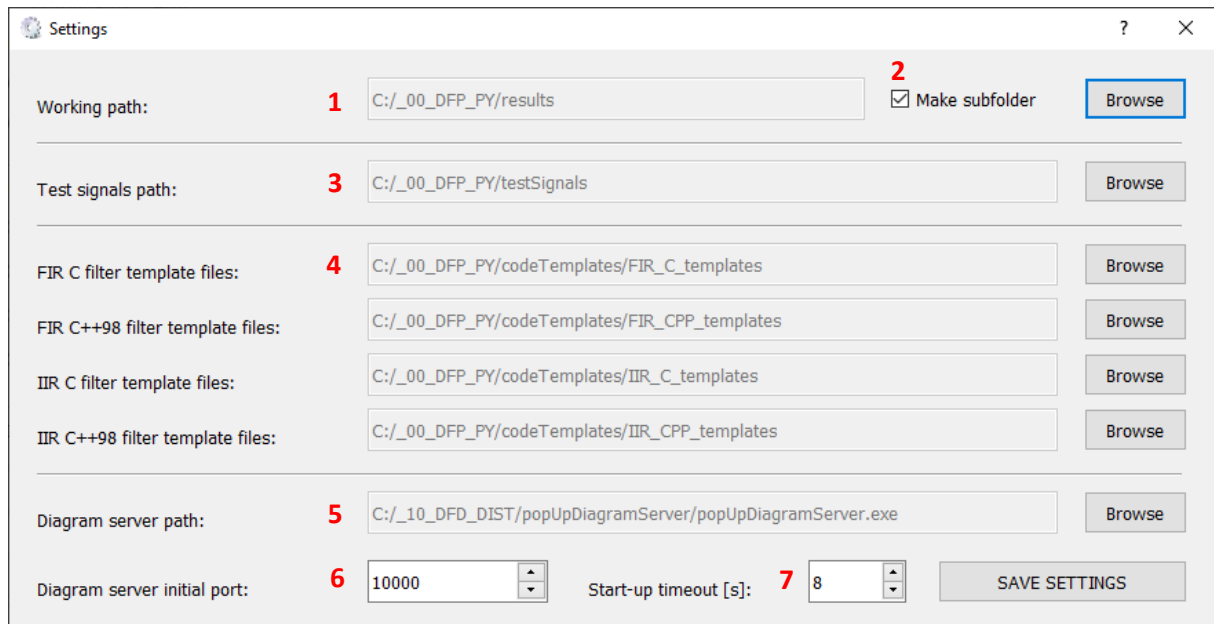 Settings ?
2
Working path: 1 C:/_00_DFP_PY/results Make subfolder Browse
Test signals path: 3 C:/_00_DFP_PY/testSignals Browse
FIR C filter template files: 4 C:/_00_DFP_PY/codeTemplates/FIR_C_templates Browse
FIR C++98 filter template files: C:/_00_DFP_PY/codeTemplates/FIR_CPP_templates Browse
IIR C filter template files: C:/_00_DFP_PY/codeTemplates/IIR_C_templates Browse
IIR C++98 filter template files: C:/_00_DFP_PY/codeTemplates/IIR_CPP_templates Browse
Diagram server path: 5 C:/_10_DFD_DIST/popUpDiagramServer/popUpDiagramServer.exe Browse
Diagram server initial port: 6 10000 Start-up timeout [s]: 7 8 SAVE SETTINGS